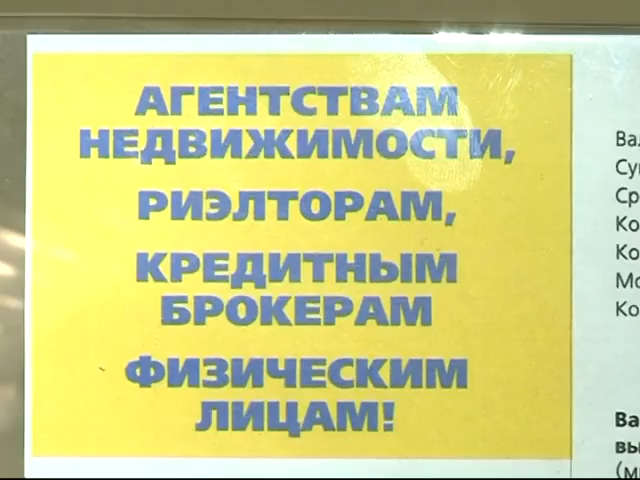 АГЕНТСТВАМ
НЕДВИЖИМОСТИ,
РИЭЛТОРАМ,
КРЕДИТНЫМ
БРОКЕРАМ
ФИЗИЧЕСКИМ
ЛИЦАМ!